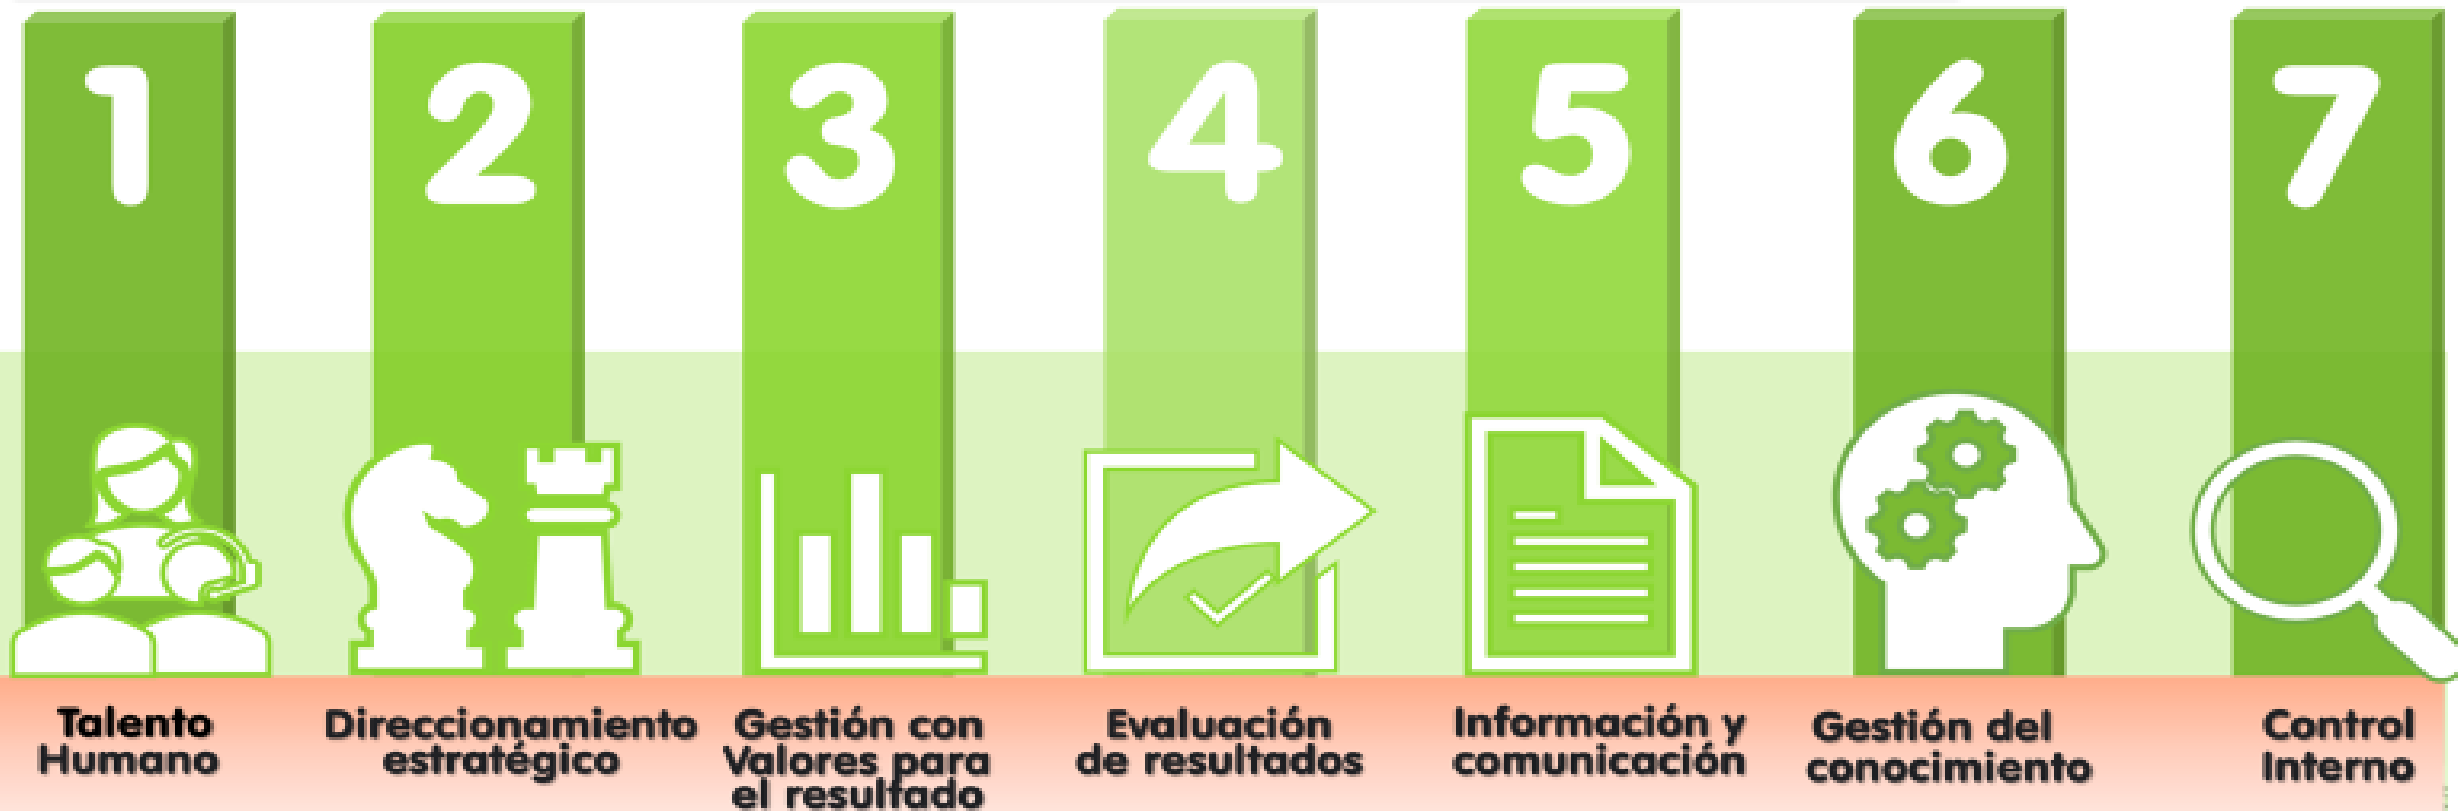 1
2
3
4
5
6
7
Talento
Humano
Direccionamiento
estratégico
Gestión con
Valores para
el resultado
Evaluación
de resultados
Información y
comunicación
Gestión del
conocimiento
Control
Interno